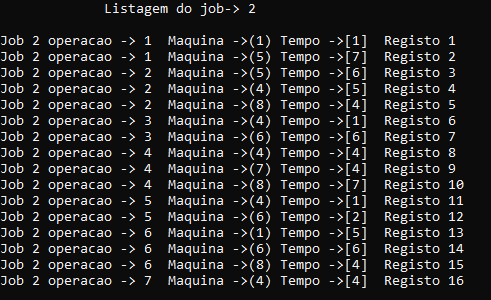 Listagem do job-> 2
Job 2 operacao -> 1 Maquina ->(1) Tempo ->[1] Registo 1
Job 2 operacao -> 1 Maquina ->(5) Tempo ->[7] Registo 2
Job 2 operacao -> 2 Maquina ->(5) Tempo ->[6] Registo 3
Job 2 operacao -> 2 Maquina ->(4) Tempo ->[5] Registo 4
Job 2 operacao -> 2 Maquina ->(8) Tempo ->[4] Registo 5
Job 2 operacao -> 3 Maquina ->(4) Tempo ->[1] Registo 6
Job 2 operacao -> 3 Maquina ->(6) Tempo ->[6] Registo 7
Job 2 operacao -> 4 Maquina ->(4) Tempo ->[4] Registo 8
Job 2 operacao -> 4 Maquina ->(7) Tempo ->[4] Registo 9
Job 2 operacao -> 4 Maquina ->(8) Tempo ->[7] Registo 10
Job 2 operacao -> 5 Maquina ->(4) Tempo ->[1] Registo 11
Job 2 operacao -> 5 Maquina ->(6) Tempo ->[2] Registo 12
Job 2 operacao -> 6 Maquina ->(1) Tempo ->[5] Registo 13
Job 2 operacao -> 6 Maquina ->(6) Tempo ->[6] Registo 14
Job 2 operacao -> 6 Maquina ->(8) Tempo ->[4] Registo 15
Job 2 operacao -> 7 Maquina ->(4) Tempo ->[4] Registo 16